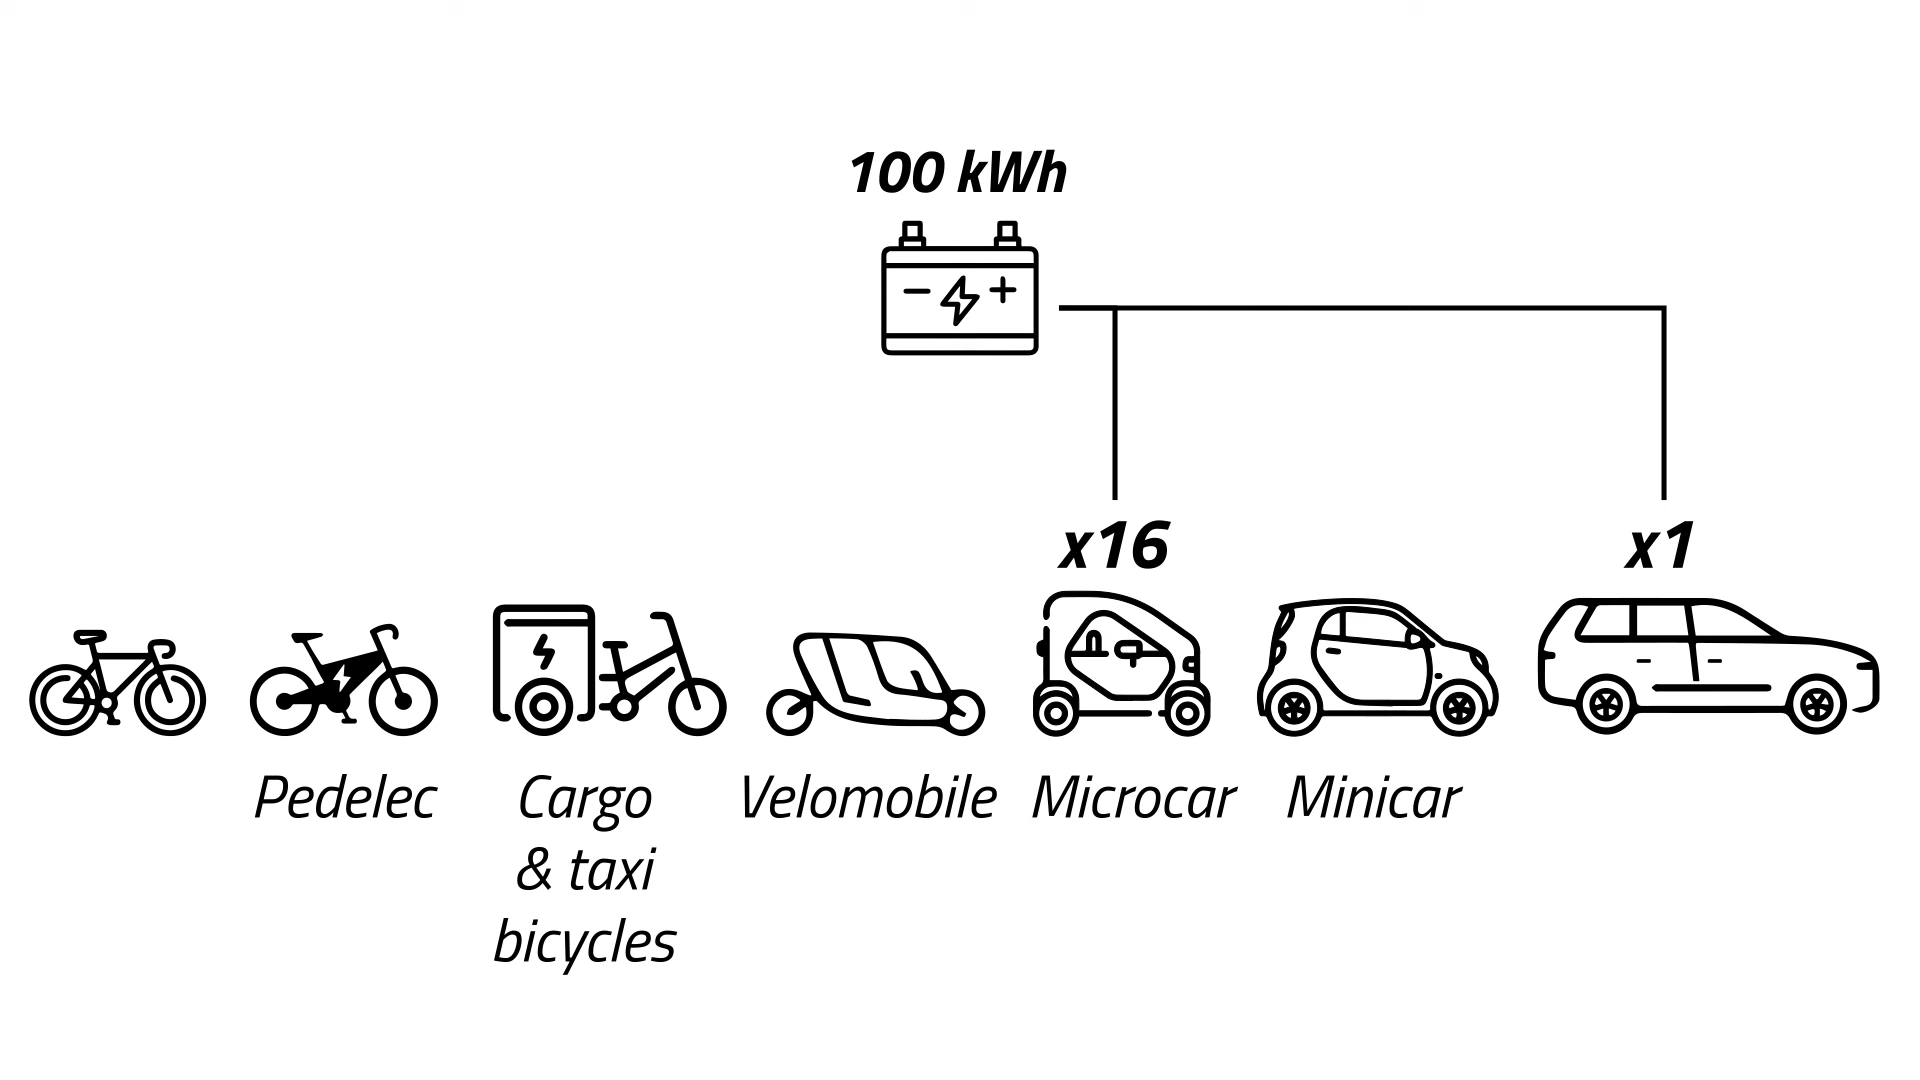 100 kWh
− +
x16
x1
Pedelec
Cargo
& taxi
bicycles
Velomobile
Microcar
Minicar